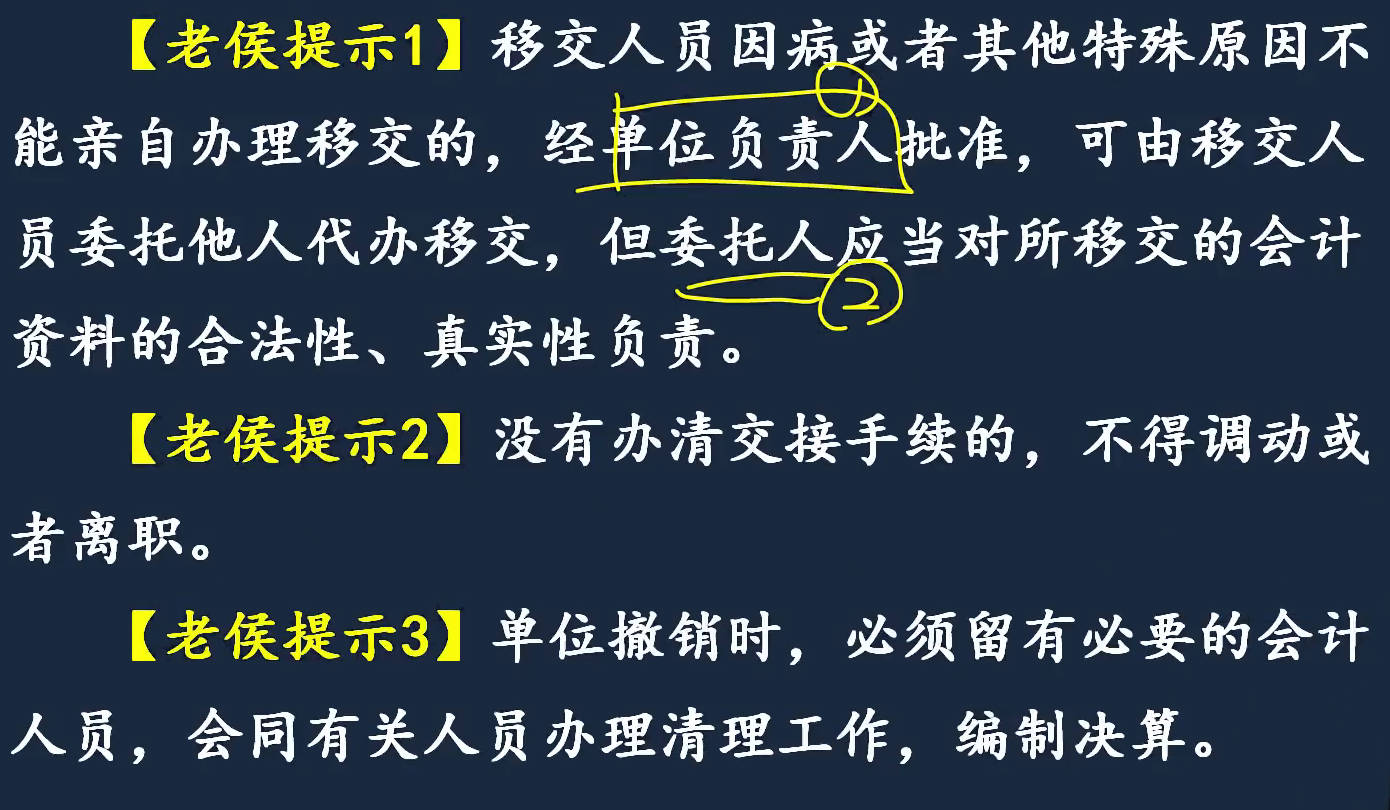 【老侯提示1】移交人员因病或者其他特殊原因不
能亲自办理移交的，经单位负责人批准，可由移交人
员委托他人代办移交，但委托人应当对所移交的会计
资料的合法性、真实性负责。
【老侯提示2】没有办清交接手续的，不得调动或
者离职。
【老侯提示3】单位撤销时，必须留有必要的会计
人员，会同有关人员办理清理工作，编制决算。
1
2